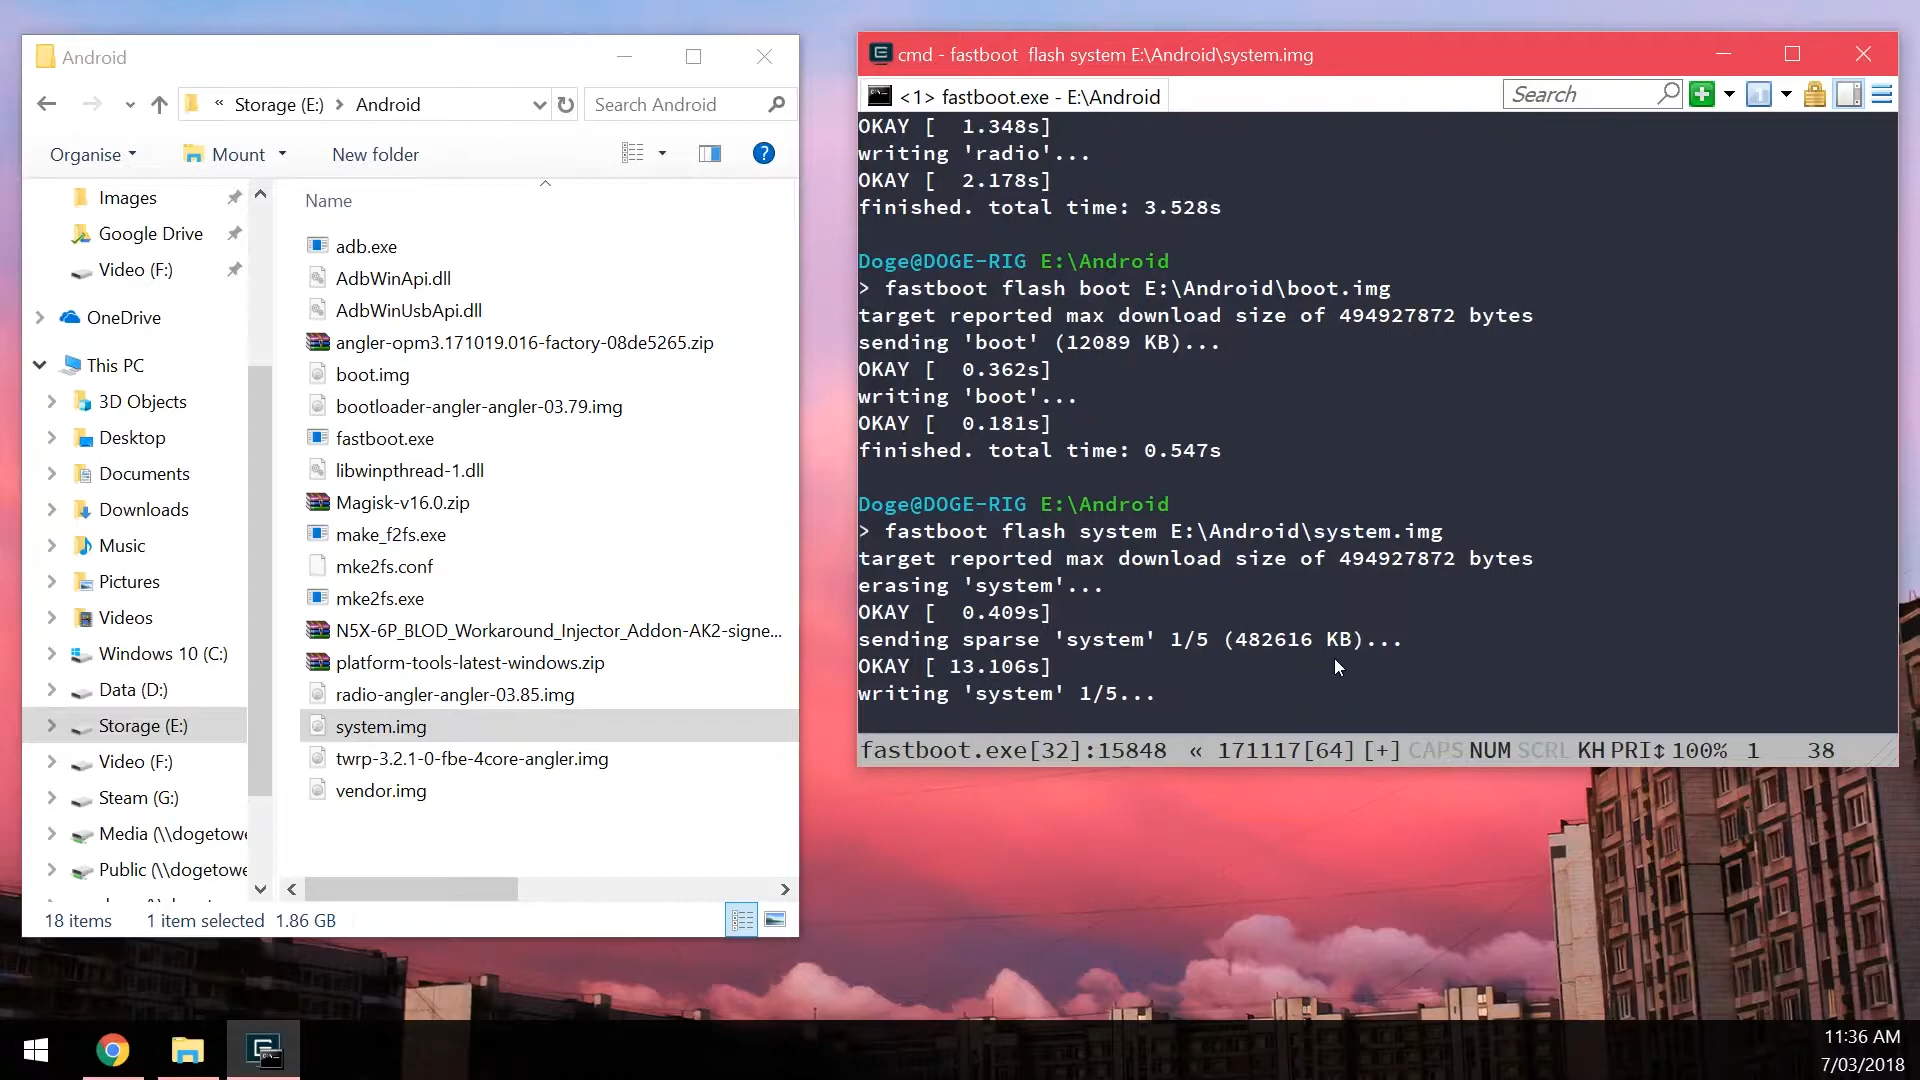 Android
« Storage (E:) > Android
Search Android
Organise
Mount
New folder
Images
Google Drive
Video (F:)
OneDrive
This PC
3D Objects
Desktop
Documents
Downloads
Music
Pictures
Videos
Windows 10 (C:)
Data (D:)
Storage (E:)
Video (F:)
Steam (G:)
Media (\\dogetowe
Public (\\dogetowe
Name
adb.exe
AdbWinApi.dll
AdbWinUsbApi.dll
angler-opm3.171019.016-factory-08de5265.zip
boot.img
bootloader-angler-angler-03.79.img
fastboot.exe
libwinpthread-1.dll
Magisk-v16.0.zip
make_f2fs.exe
mke2fs.conf
mke2fs.exe
N5X-6P_BLOD_Workaround_Injector_Addon-AK2-signe...
platform-tools-latest-windows.zip
radio-angler-angler-03.85.img
system.img
twrp-3.2.1-0-fbe-4core-angler.img
vendor.img
18 items 1 item selected 1.86 GB
cmd - fastboot flash system E:\Android\system.img
<1> fastboot.exe - E:\Android
Search
1
OKAY [ 1.348s]
writing 'radio'...
OKAY [ 2.178s]
finished. total time: 3.528s
Doge@DOGE-RIG E:\Android
> fastboot flash boot E:\Android\boot.img
target reported max download size of 494927872 bytes
sending 'boot' (12089 KB)...
OKAY [ 0.362s]
writing 'boot'...
OKAY [ 0.181s]
finished. total time: 0.547s
Doge@DOGE-RIG E:\Android
> fastboot flash system E:\Android\system.img
target reported max download size of 494927872 bytes
erasing 'system'...
OKAY [ 0.409s]
sending sparse 'system' 1/5 (482616 KB)...
OKAY [ 13.106s]
writing 'system' 1/5...
fastboot.exe[32]:15848 « 171117[64] [+] CAPS NUM SCRL KH PRI↕ 100% 1 38
11:36 AM
7/03/2018